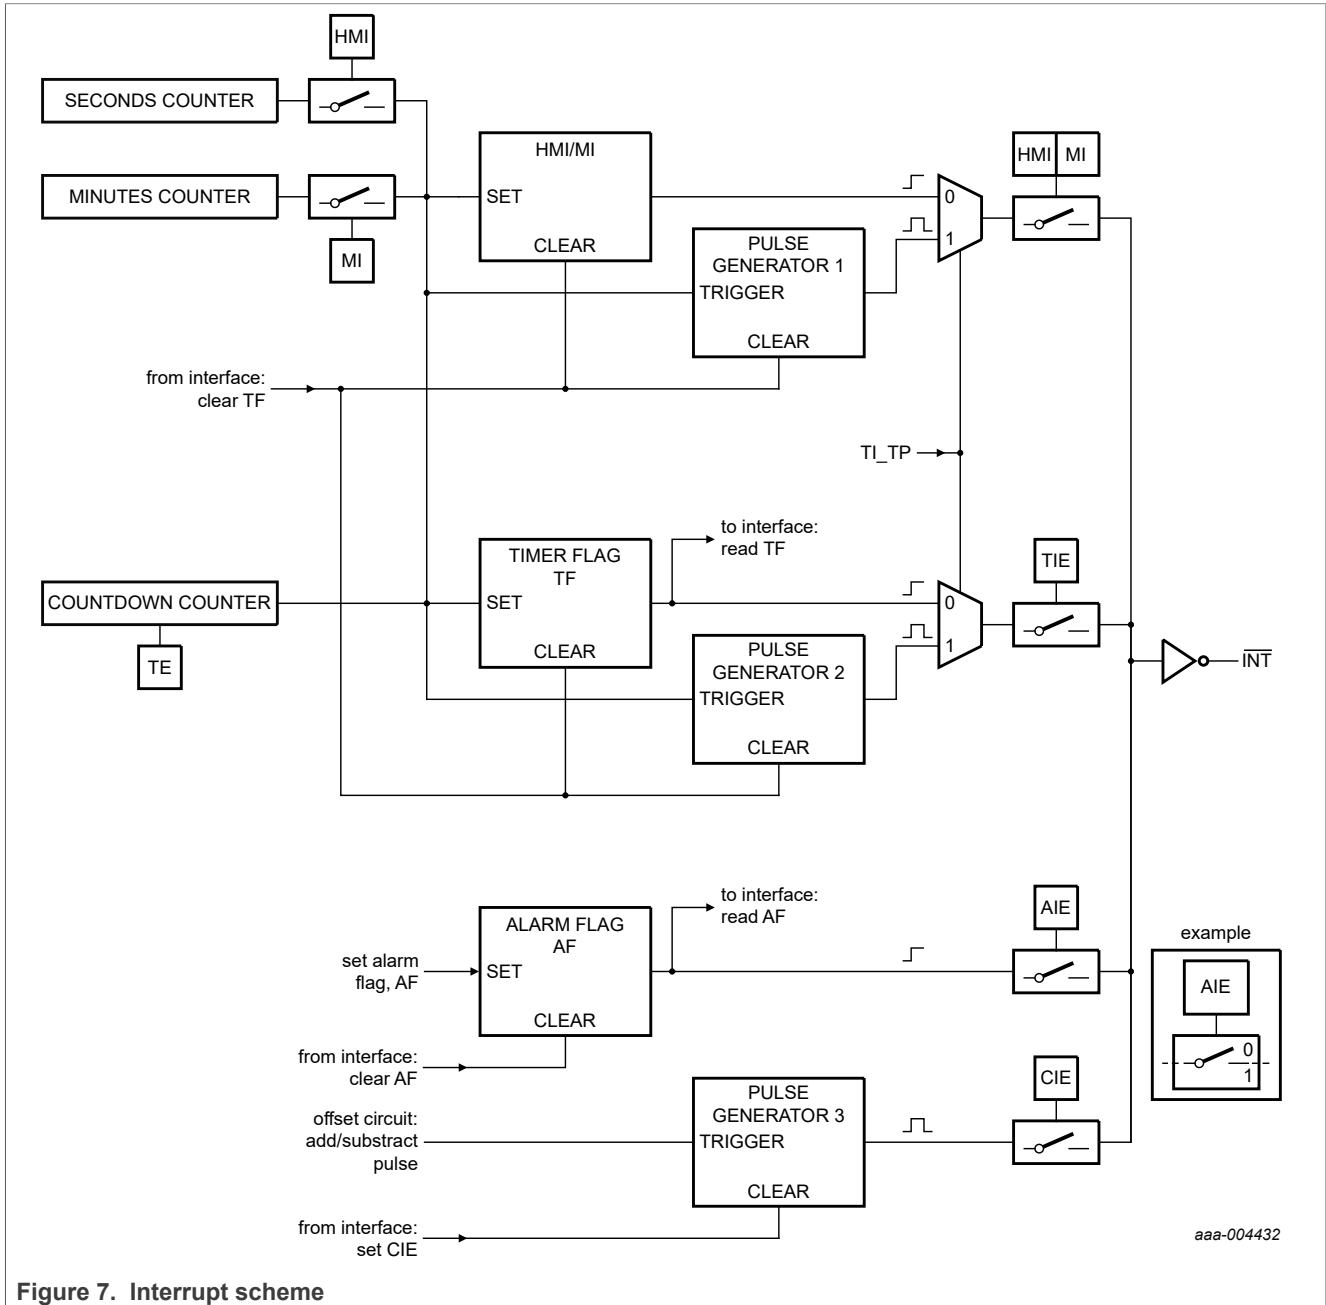 HMI
SECONDS COUNTER
HMI/MI
HMI MI
MINUTES COUNTER
SET
0
CLEAR
1
PULSE
GENERATOR 1
MI
TRIGGER
CLEAR
from interface:
clear TF
TI_TP
to interface:
read TF
TIMER FLAG
TF
TIE
COUNTDOWN COUNTER
SET
0
CLEAR
1
PULSE
GENERATOR 2
TE
INT
TRIGGER
CLEAR
to interface:
read AF
ALARM FLAG
AF
AIE
example
set alarm
flag, AF
SET
AIE
CLEAR
0
1
from interface:
clear AF
PULSE
GENERATOR 3
CIE
offset circuit:
add/substract
pulse
TRIGGER
CLEAR
from interface:
set CIE
aaa-004432
Figure 7. Interrupt scheme